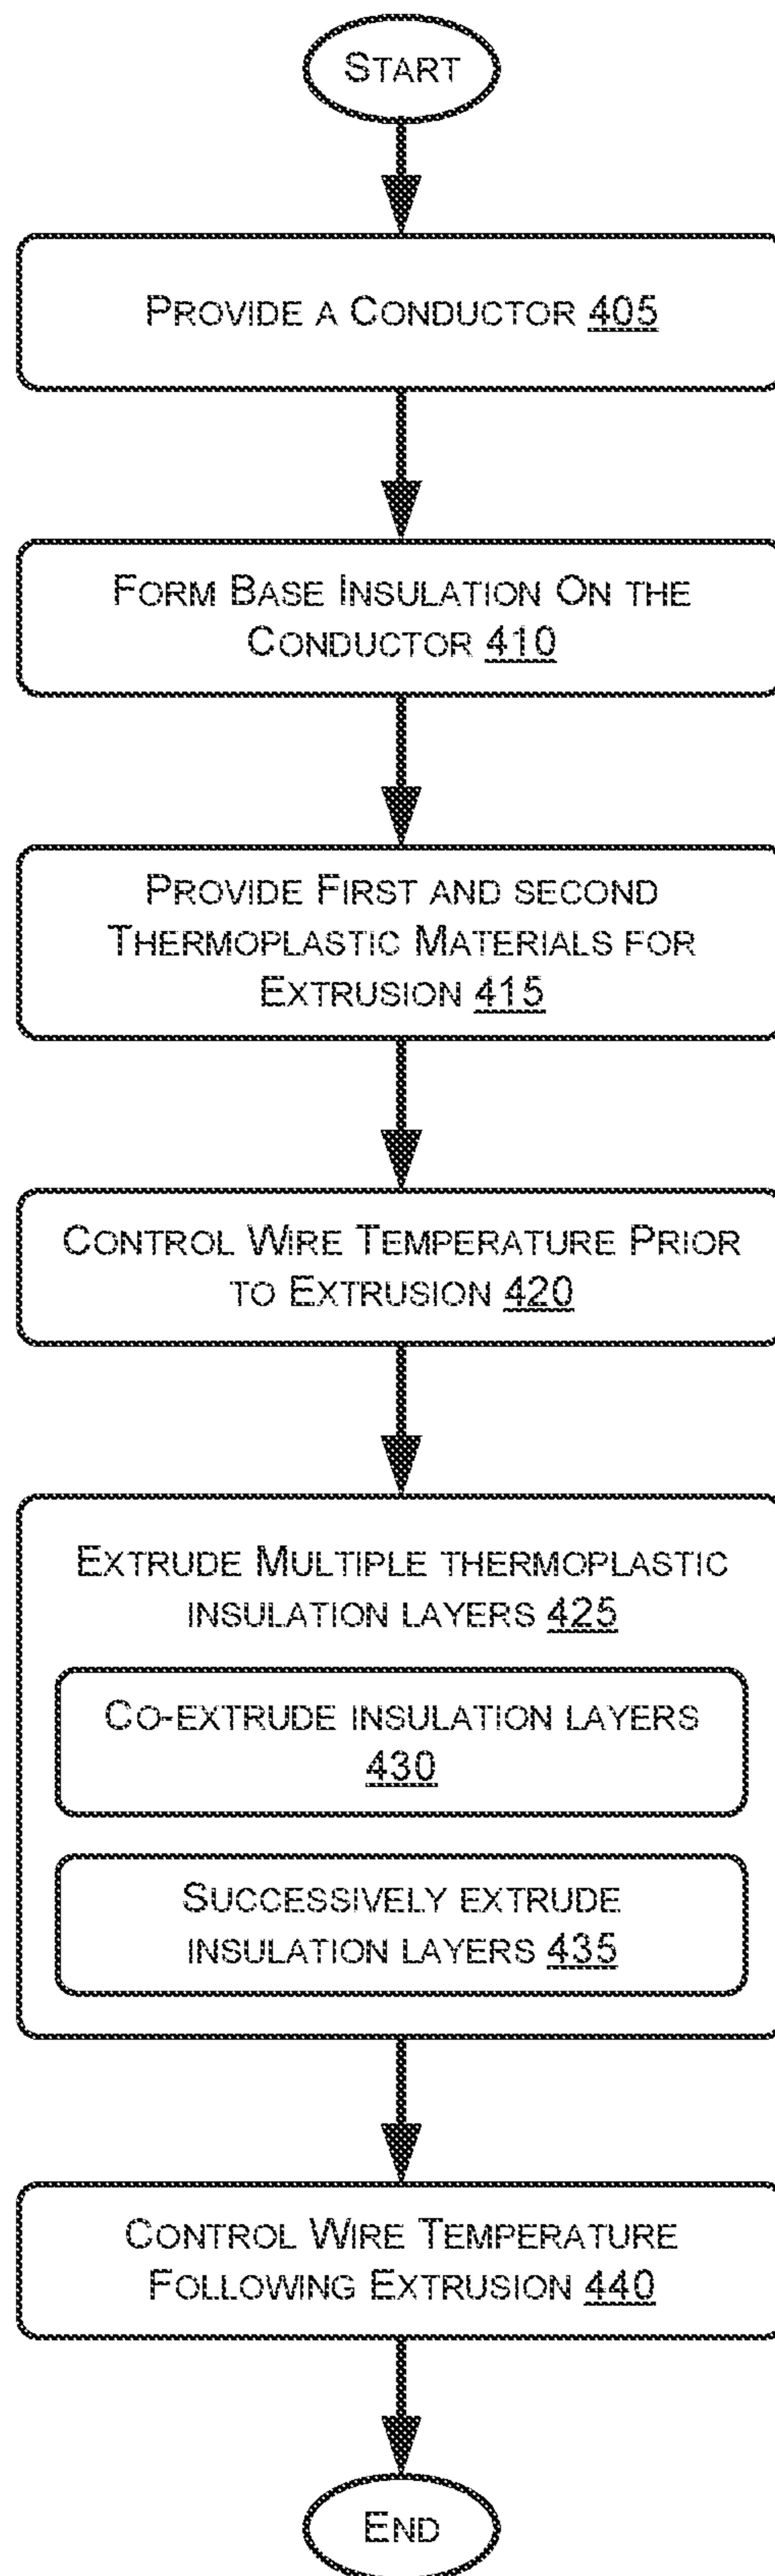 START
PROVIDE A CONDUCTOR 405
FORM BASE INSULATION ON THE
CONDUCTOR 410
PROVIDE FIRST AND SECOND
THERMOPLASTIC MATERIALS FOR
EXTRUSION 415
CONTROL WIRE TEMPERATURE PRIOR
TO EXTRUSION 420
EXTRUDE MULTIPLE THERMOPLASTIC
INSULATION LAYERS 425
CO-EXTRUDE INSULATION LAYERS
430
SUCCESSIVELY EXTRUDE
INSULATION LAYERS 435
CONTROL WIRE TEMPERATURE
FOLLOWING EXTRUSION 440
END